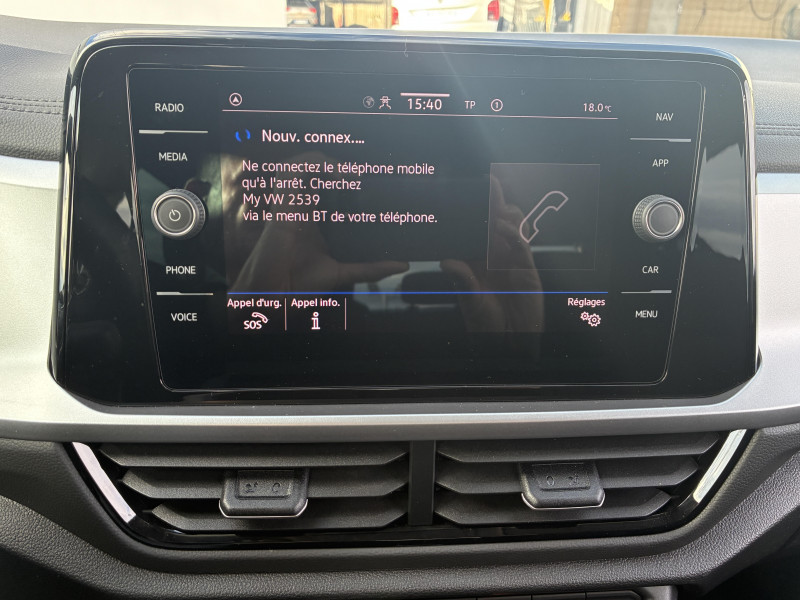 RADIO
MEDIA
PHONE
VOICE
15:40
TP
1
18.0°C
Nouv. connex....
Ne connectez le téléphone mobile
qu'à l'arrêt. Cherchez
My VW 2539
via le menu BT de votre téléphone.
Appel d'urg.
SOS
Appel info.
i
Réglages
NAV
APP
CAR
MENU